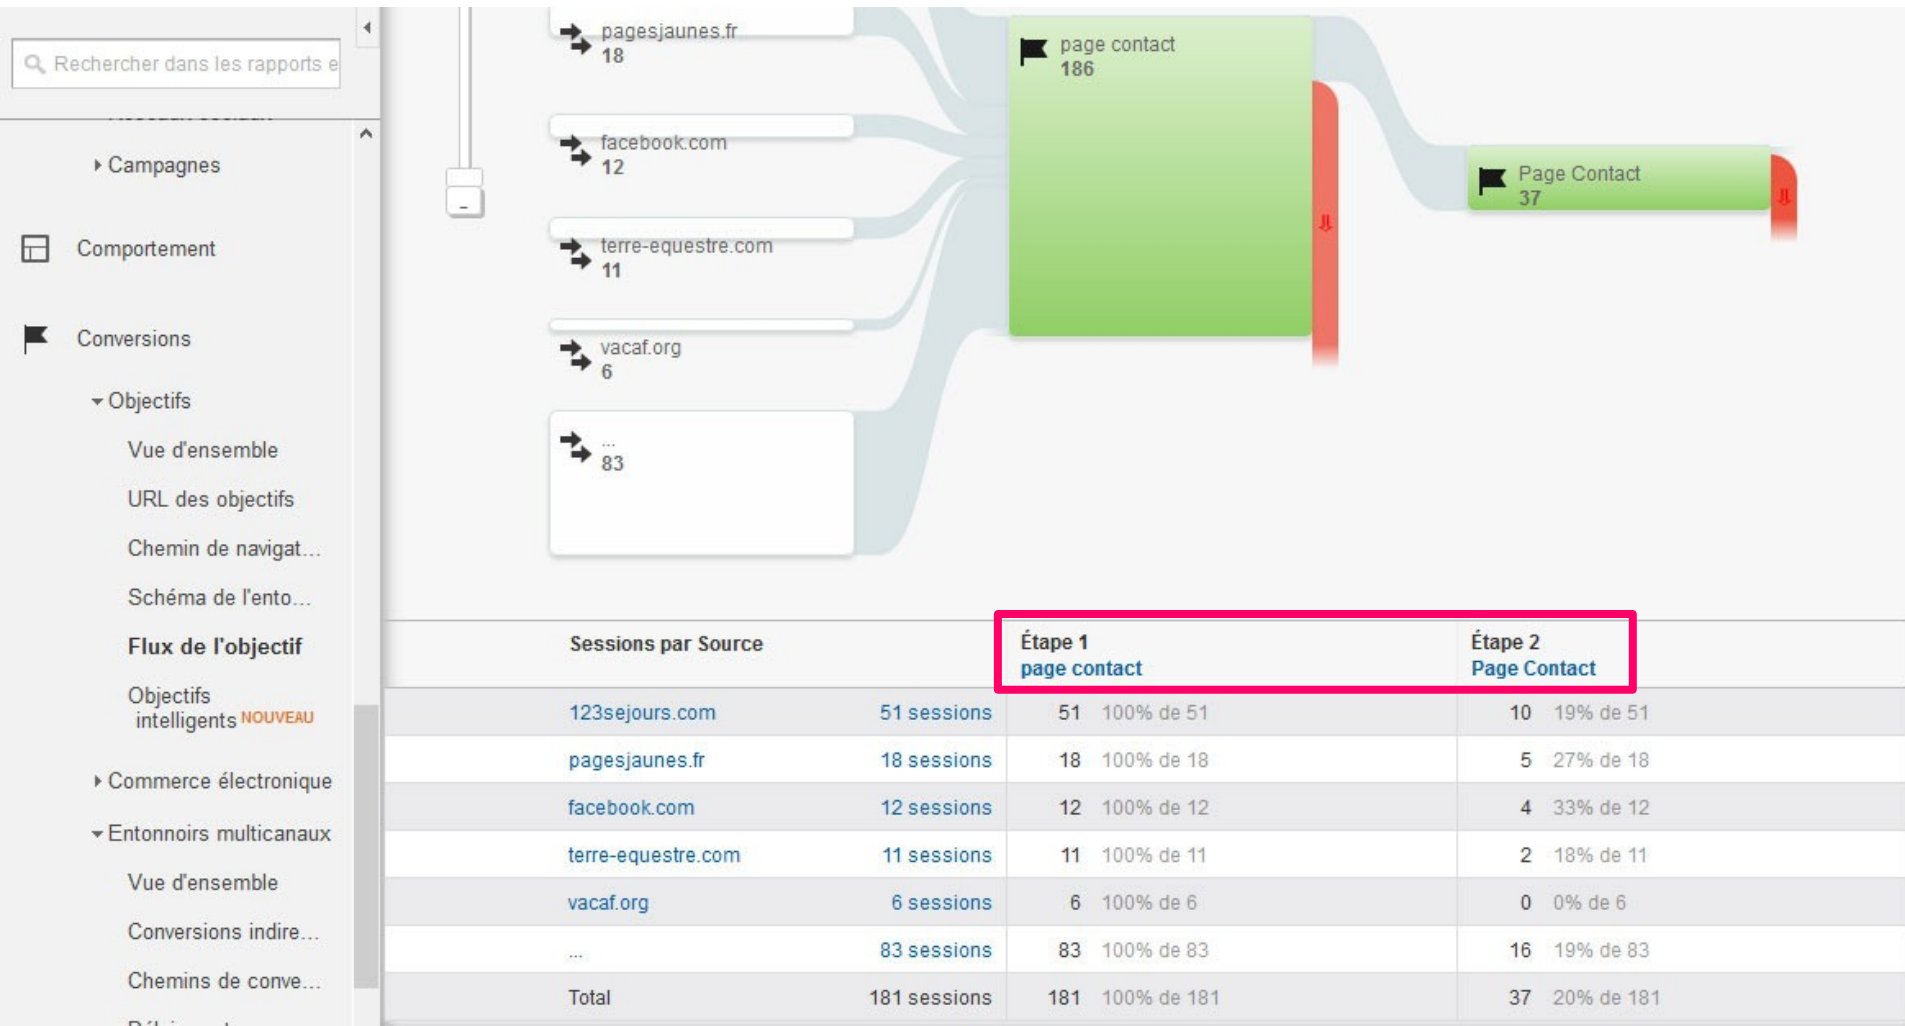 Rechercher dans les rapports e
Campagnes
Comportement
Conversions
Objectifs
Vue d'ensemble
URL des objectifs
Chemin de navigat...
Schéma de l'ento...
Flux de l'objectif
Objectifs
intelligents NOUVEAU
Commerce électronique
Entonnoirs multicanaux
Vue d'ensemble
Conversions indire...
Chemins de conve...
pagesjaunes.fr
18
facebook.com
12
terre-equestre.com
11
vacaf.org
6
...
83
page contact
186
Page Contact
37
Sessions par Source Étape 1 Étape 2
page contact Page Contact
123sejours.com 51 sessions 51 100% de 51 10 19% de 51
pagesjaunes.fr 18 sessions 18 100% de 18 5 27% de 18
facebook.com 12 sessions 12 100% de 12 4 33% de 12
terre-equestre.com 11 sessions 11 100% de 11 2 18% de 11
vacaf.org 6 sessions 6 100% de 6 0 0% de 6
... 83 sessions 83 100% de 83 16 19% de 83
Total 181 sessions 181 100% de 181 37 20% de 181